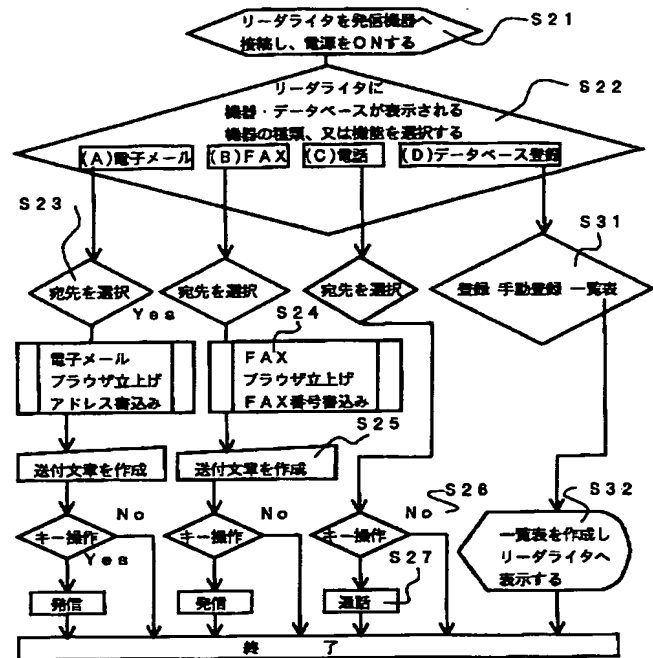 リーダライタを発信機器へ
接続し、電源をONする
S21
S22
リーダライタに
機器・データベースが表示される
機器の種類、又は機能を選択する
(A)電子メール
(B)FAX
(C)電話
(D)データベース登録
S23
S31
宛先を選択
宛先を選択
宛先を選択
登録 手動登録 一覧表
Yes
S24
電子メール
ブラウザ立上げ
アドレス書込み
FAX
ブラウザ立上げ
FAX番号書込み
S25
送付文章を作成
送付文章を作成
S26
S32
No
No
No
キー操作
キー操作
キー操作
一覧表を作成し
リーダライタへ
表示する
Yes
S27
発信
発信
通話
終 了